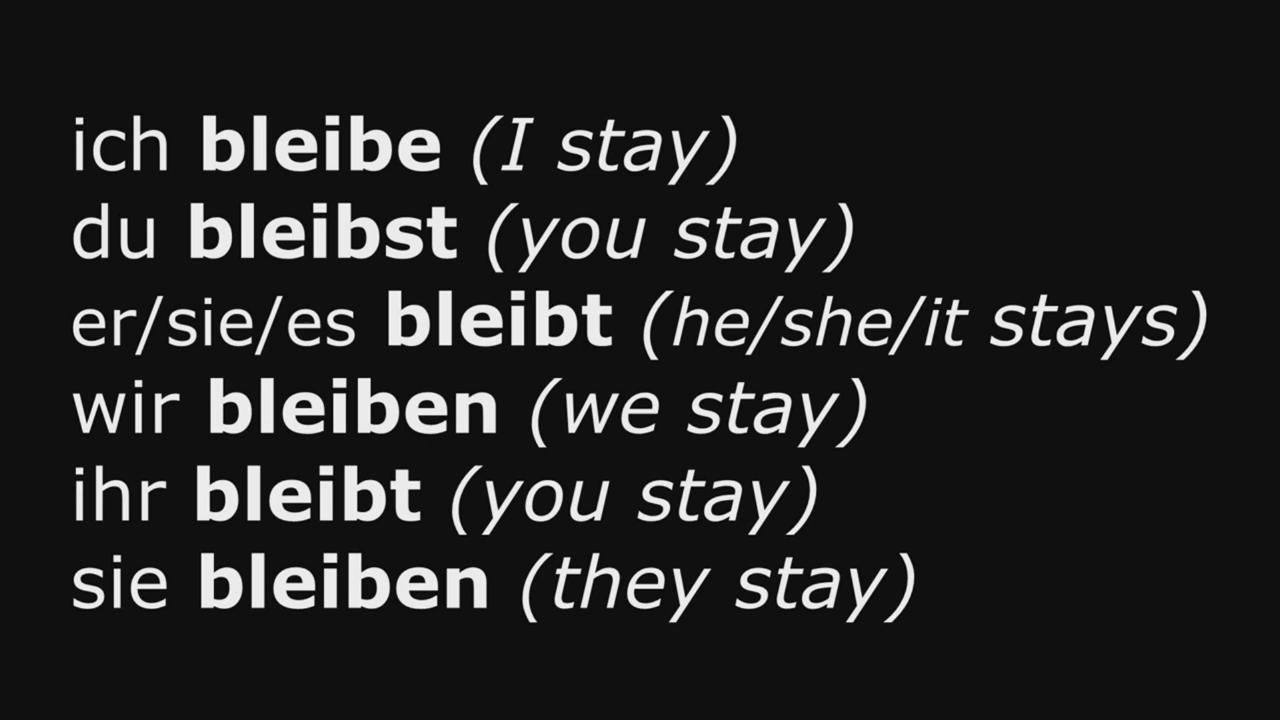 ich bleibe (I stay)
du bleibst (you stay)
er/sie/es bleibt (he/she/it stays)
wir bleiben (we stay)
ihr bleibt (you stay)
sie bleiben (they stay)